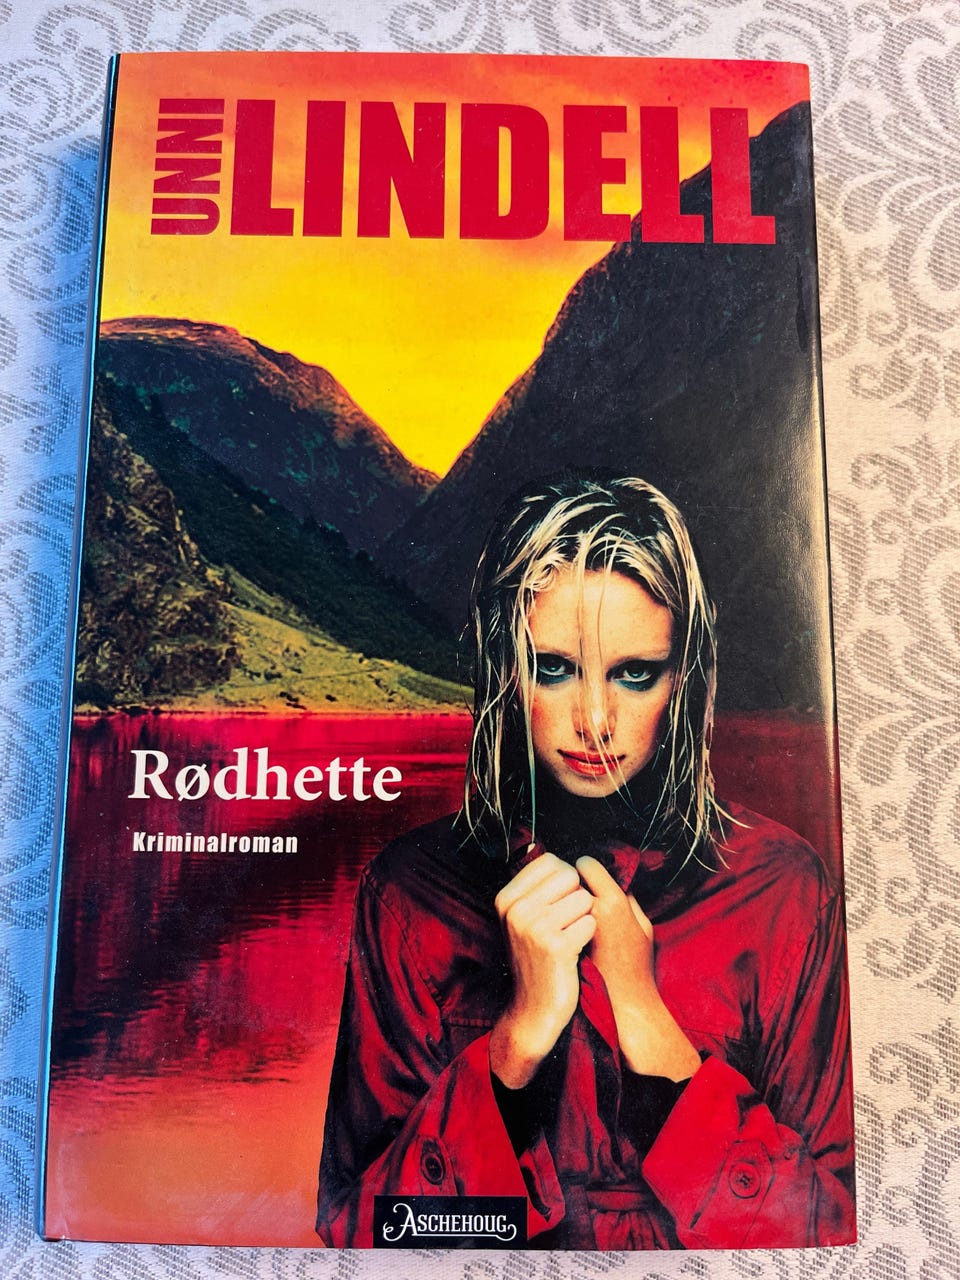 UNNI
LINDELL
Rødhette
Kriminalroman
ASCHEHOUG